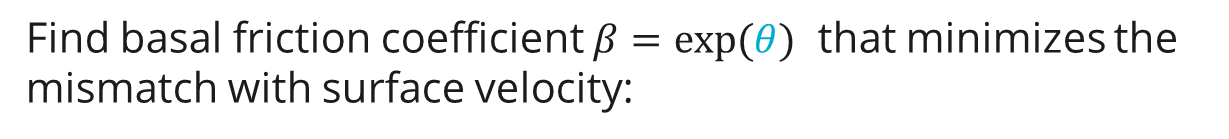 Find basal friction coefficient β = exp(θ) that minimizes the
mismatch with surface velocity: